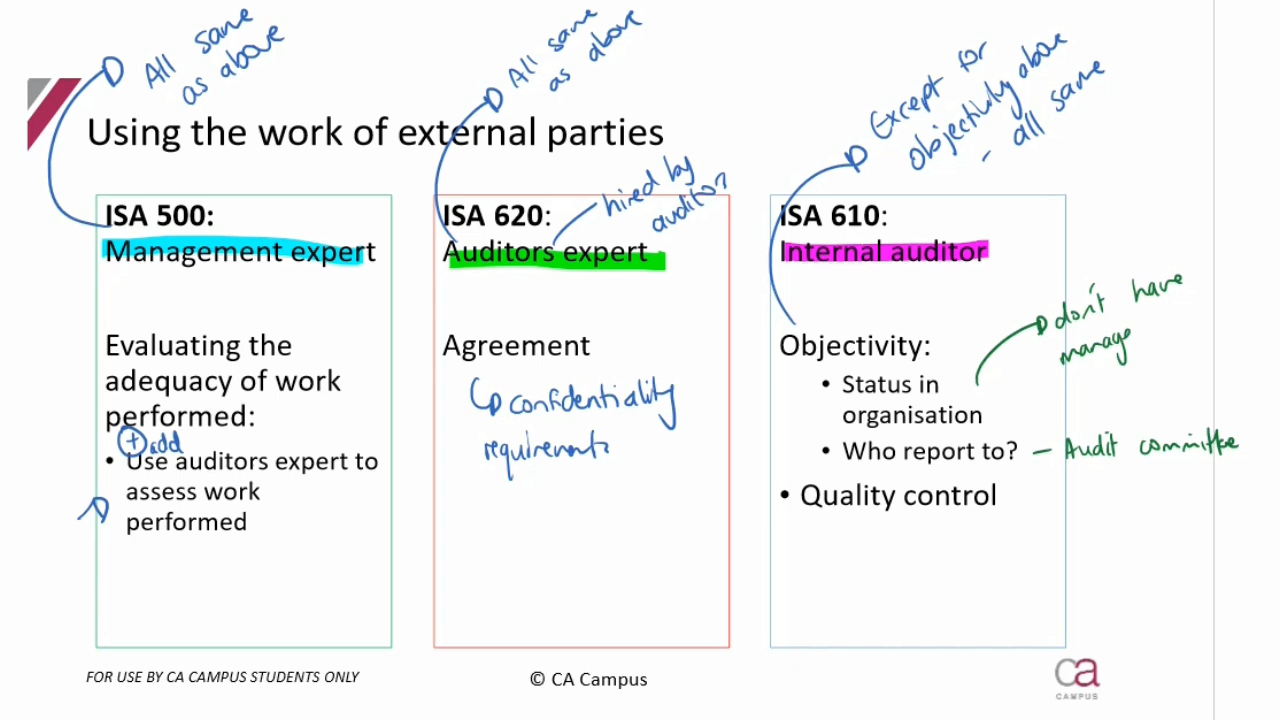 All same
as above
All same
as above
Except for
objectivity above
- all same
Using the work of external parties
hired by
auditor
ISA 500:
Management expert
Evaluating the
adequacy of work
performed:
+ add
• Use auditors expert to
assess work
performed
ISA 620:
Auditors expert
Agreement
confidentiality
requirements
ISA 610:
Internal auditor
Objectivity:
• Status in
organisation
don't have
manage
• Who report to? - Audit committee
• Quality control
FOR USE BY CA CAMPUS STUDENTS ONLY
© CA Campus
ca
CAMPUS